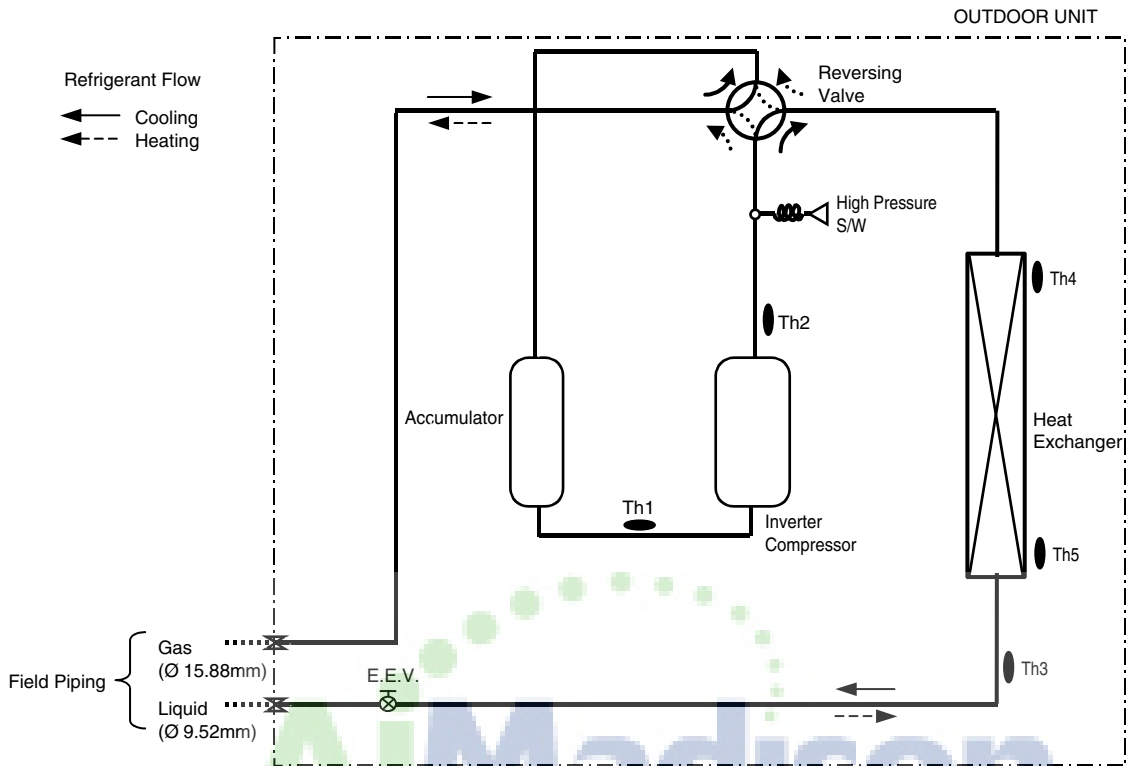 OUTDOOR UNIT
Refrigerant Flow
Cooling
Heating
Reversing
Valve
High Pressure
S/W
Th4
Th2
Accumulator
Heat
Exchanger
Th1
Inverter
Compressor
Th5
Gas
(Ø 15.88mm)
Field Piping
E.E.V.
Th3
Liquid
(Ø 9.52mm)
AjMadison